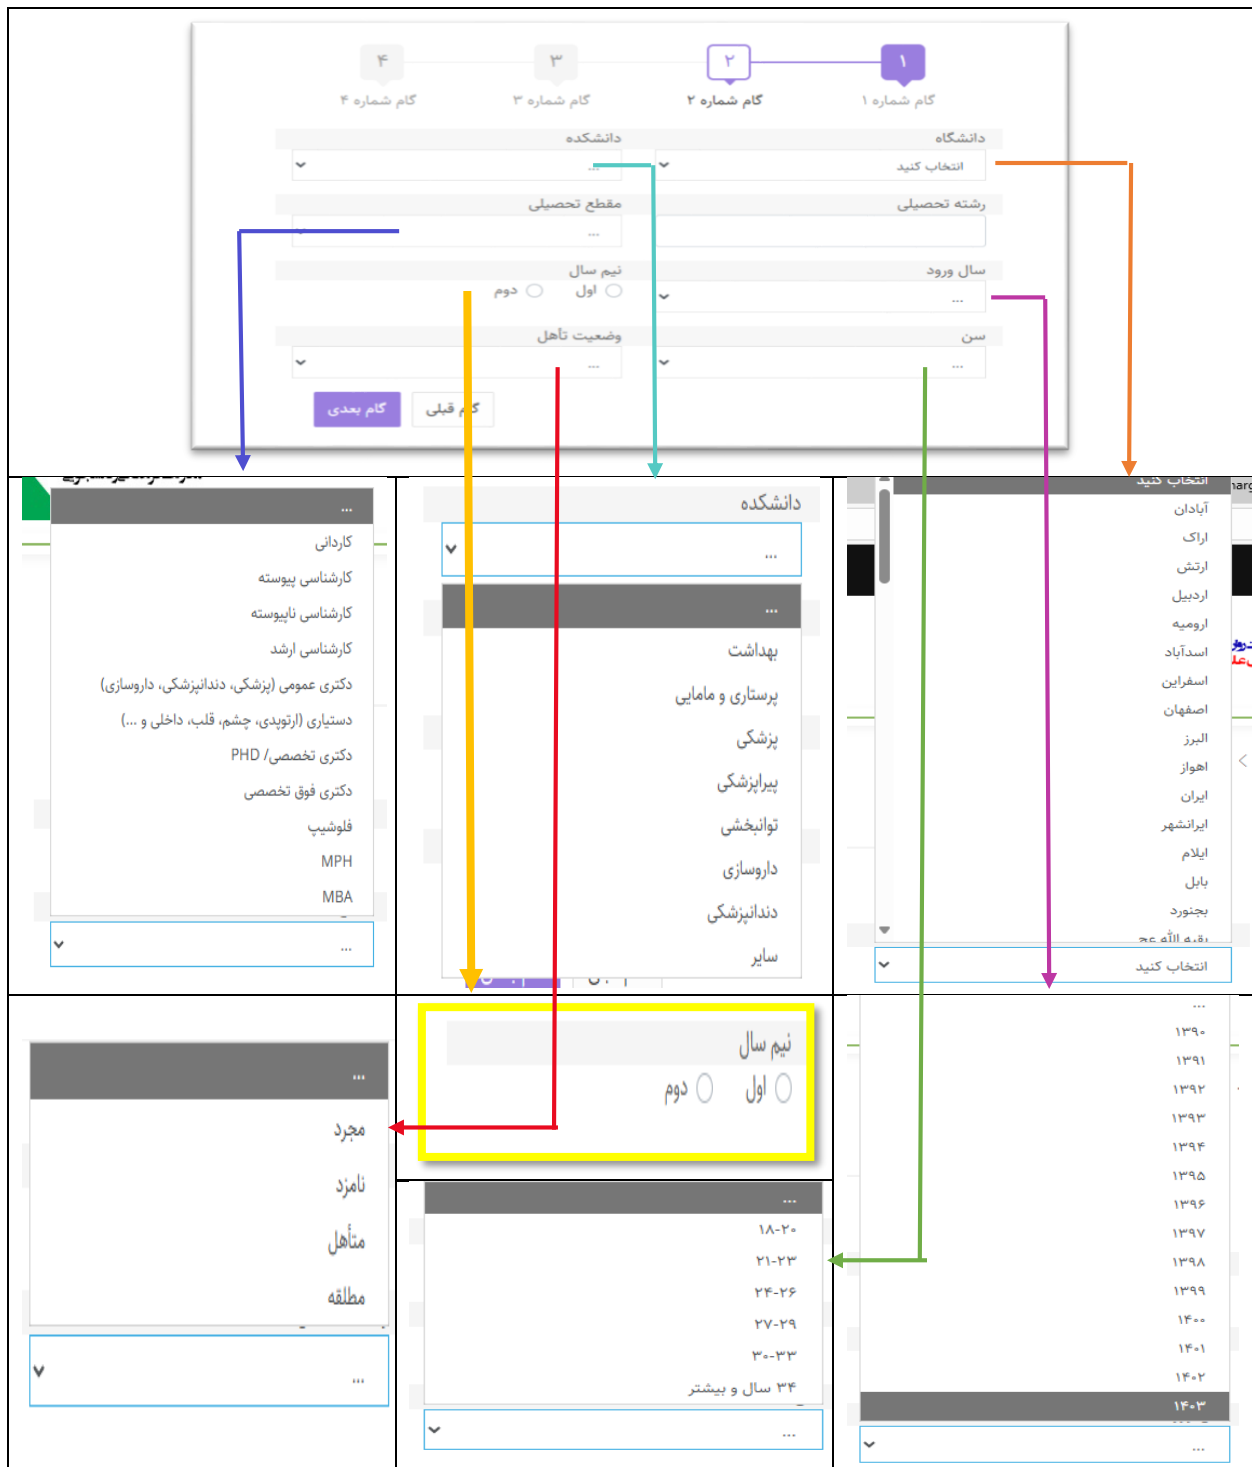 ۱
۲
۳
۴
گام شماره ۱
گام شماره ۲
گام شماره ۳
گام شماره ۴
دانشگاه
دانشکده
انتخاب کنید
...
رشته تحصیلی
مقطع تحصیلی
...
سال ورود
نیم سال
اول
دوم
...
سن
وضعیت تأهل
...
...
گام قبلی
گام بعدی
انتخاب کنید
آبادان
اراک
ارتش
اردبیل
ارومیه
اسدآباد
اسفراین
اصفهان
البرز
اهواز
ایران
ایرانشهر
ایلام
بابل
بجنورد
بقیه الله عج
انتخاب کنید
دانشکده
...
...
بهداشت
پرستاری و مامایی
پزشکی
پیراپزشکی
توانبخشی
داروسازی
دندانپزشکی
سایر
...
کاردانی
کارشناسی پیوسته
کارشناسی ناپیوسته
کارشناسی ارشد
دکتری عمومی (پزشکی، دندانپزشکی، داروسازی)
دستیاری (ارتوپدی، چشم، قلب، داخلی و ...)
دکتری تخصصی/ PHD
دکتری فوق تخصصی
فلوشیپ
MPH
MBA
...
...
۱۳۹۰
۱۳۹۱
۱۳۹۲
۱۳۹۳
۱۳۹۴
۱۳۹۵
۱۳۹۶
۱۳۹۷
۱۳۹۸
۱۳۹۹
۱۴۰۰
۱۴۰۱
۱۴۰۲
۱۴۰۳
...
نیم سال
اول
دوم
...
۱۸-۲۰
۲۱-۲۳
۲۴-۲۶
۲۷-۲۹
۳۰-۳۳
۳۴ سال و بیشتر
...
...
مجرد
نامزد
متأهل
مطلقه
...